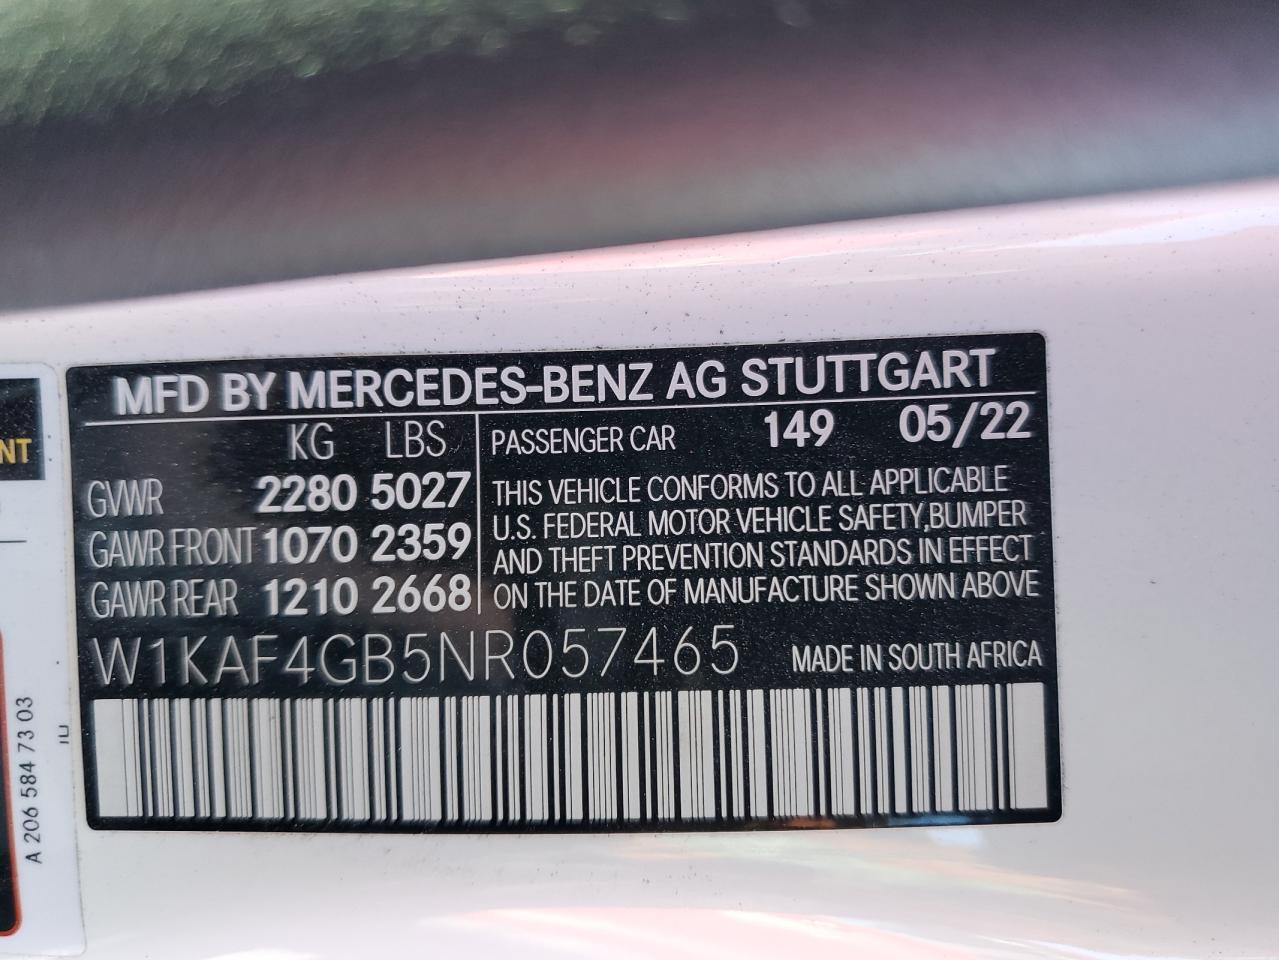 MFD BY MERCEDES-BENZ AG STUTTGART
KG LBS
GVWR 2280 5027
GAWR FRONT 1070 2359
GAWR REAR 1210 2668
PASSENGER CAR 149 05/22
THIS VEHICLE CONFORMS TO ALL APPLICABLE
U.S. FEDERAL MOTOR VEHICLE SAFETY,BUMPER
AND THEFT PREVENTION STANDARDS IN EFFECT
ON THE DATE OF MANUFACTURE SHOWN ABOVE
W1KAF4GB5NR057465
MADE IN SOUTH AFRICA
NT
A 206 584 73 03